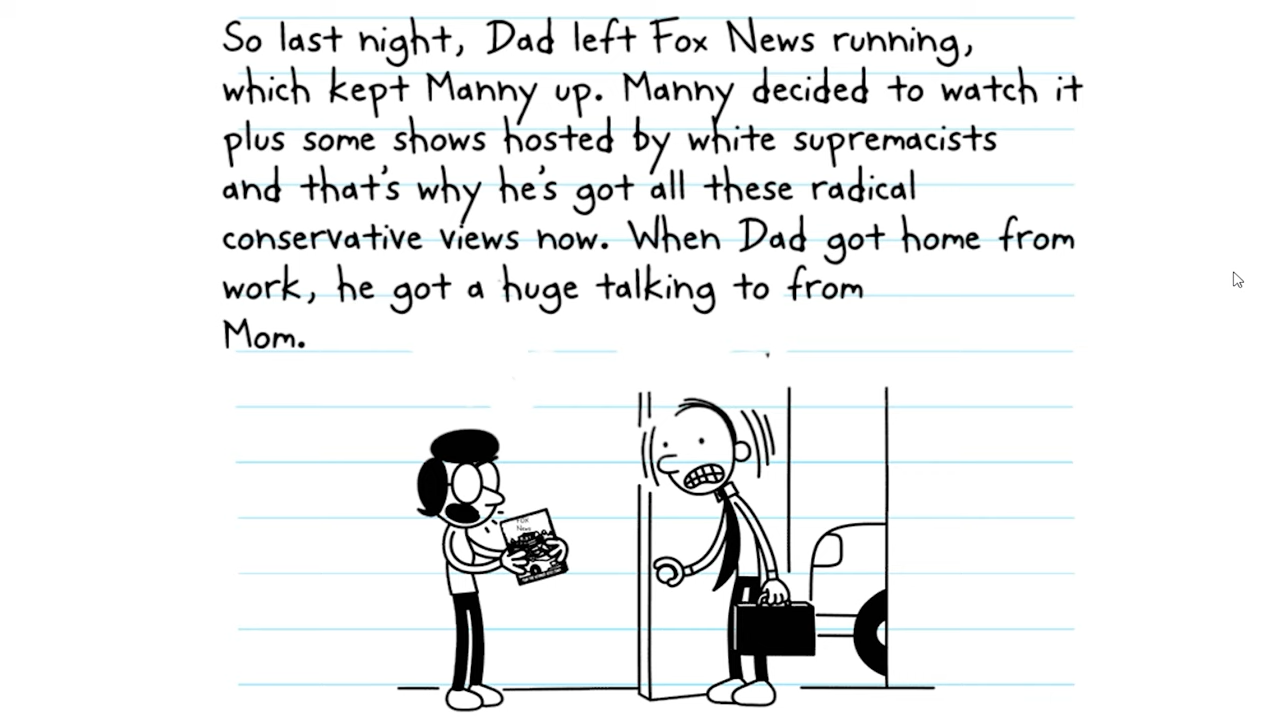 So last night, Dad left Fox News running,
which kept Manny up. Manny decided to watch it
plus some shows hosted by white supremacists
and that's why he's got all these radical
conservative views now. When Dad got home from
work, he got a huge talking to from
Mom.
Fox
News